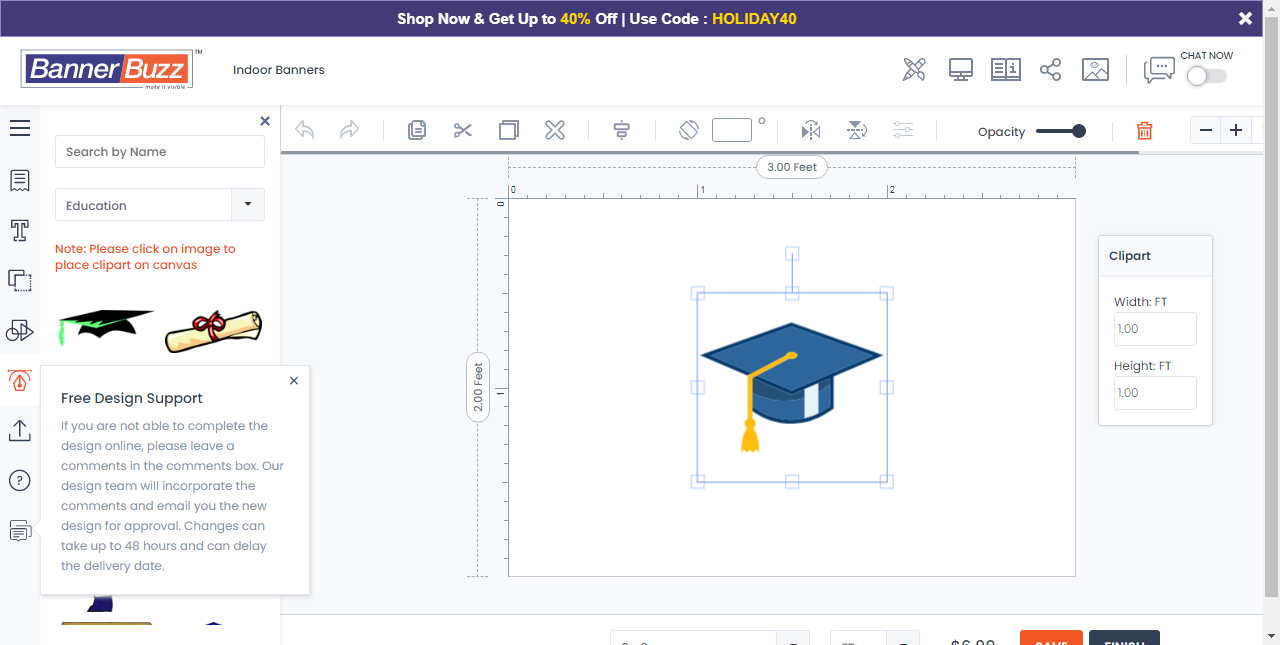 Shop Now & Get Up to 40% Off | Use Code : HOLIDAY40
BannerBuzz™
make it visible
Indoor Banners
CHAT NOW
Search by Name
Education
Note: Please click on image to
place clipart on canvas
Opacity
3.00 Feet
0
1
2
0
2.00 Feet
1
Clipart
Width: FT
1.00
Height: FT
1.00
Free Design Support
If you are not able to complete the
design online, please leave a
comments in the comments box. Our
design team will incorporate the
comments and email you the new
design for approval. Changes can
take up to 48 hours and can delay
the delivery date.
$6.99
SAVE
FINISH